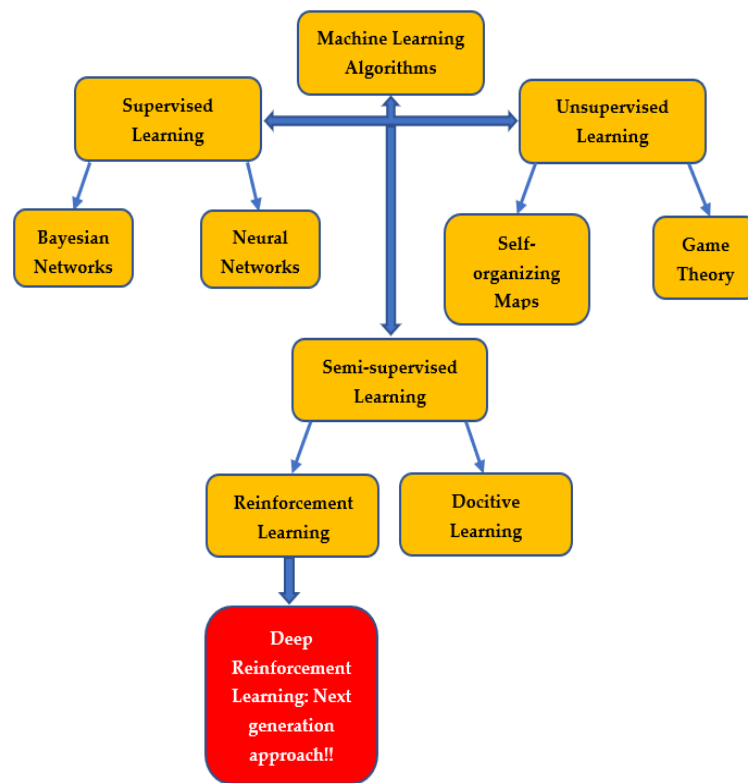 Machine Learning
Algorithms
Supervised
Learning
Unsupervised
Learning
Bayesian
Networks
Neural
Networks
Self-
organizing
Maps
Game
Theory
Semi-supervised
Learning
Reinforcement
Learning
Docitive
Learning
Deep
Reinforcement
Learning: Next
generation
approach!!